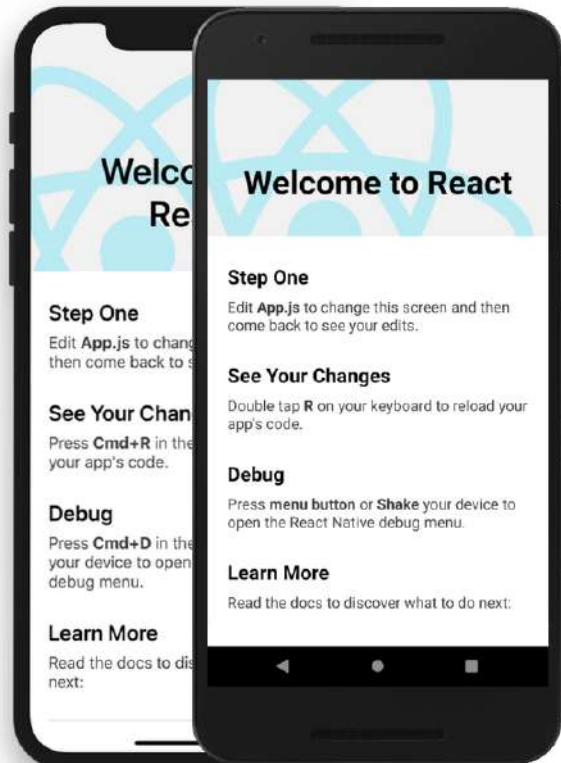 Welco
Re
Step One
Edit App.js to chang
then come back to s
See Your Chan
Press Cmd+R in the
your app's code.
Debug
Press Cmd+D in the
your device to open
debug menu.
Learn More
Read the docs to dis
next:
Welcome to React
Step One
Edit App.js to change this screen and then
come back to see your edits.
See Your Changes
Double tap R on your keyboard to reload your
app's code.
Debug
Press menu button or Shake your device to
open the React Native debug menu.
Learn More
Read the docs to discover what to do next: